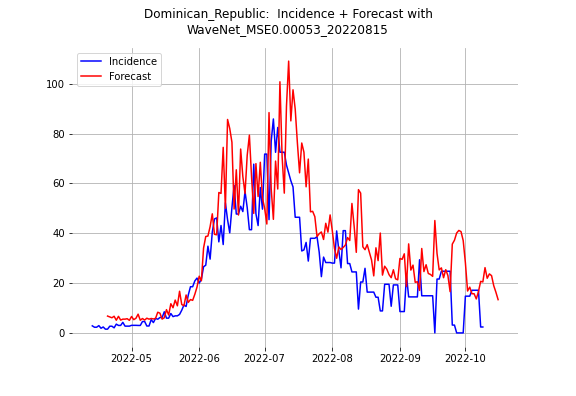 Dominican_Republic:  Incidence + Forecast with
WaveNet_MSE0.00053_20220815
Incidence
Forecast
100
80
60
40
20
0
2022-05 2022-06 2022-07 2022-08 2022-09 2022-10